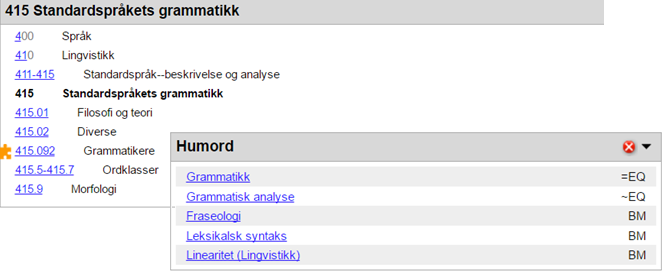 415 Standardspråkets grammatikk
400 Språk
410 Lingvistikk
411-415 Standardspråk--beskrivelse og analyse
415 Standardspråkets grammatikk
415.01 Filosofi og teori
415.02 Diverse
415.092 Grammatikere
415.5-415.7 Ordklasser
415.9 Morfologi
Humord
Grammatikk =EQ
Grammatisk analyse ~EQ
Fraseologi BM
Leksikalsk syntaks BM
Linearitet (Lingvistikk) BM